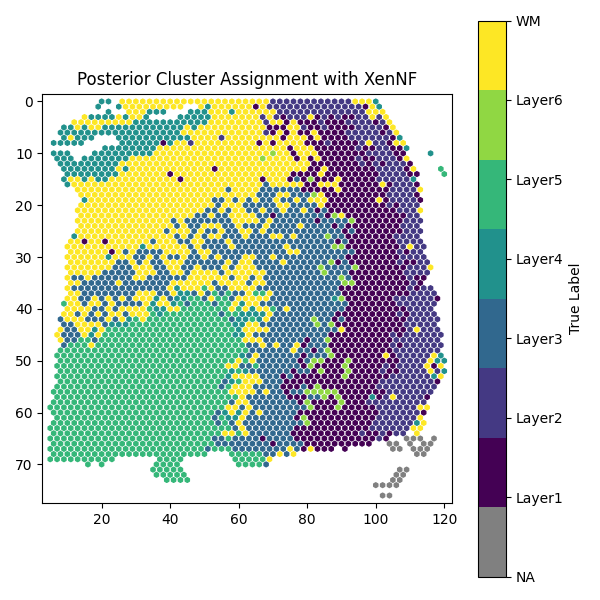 Posterior Cluster Assignment with XenNF
0
10
20
30
40
50
60
70
20
40
60
80
100
120
WM
Layer6
Layer5
Layer4
Layer3
Layer2
Layer1
NA
True Label